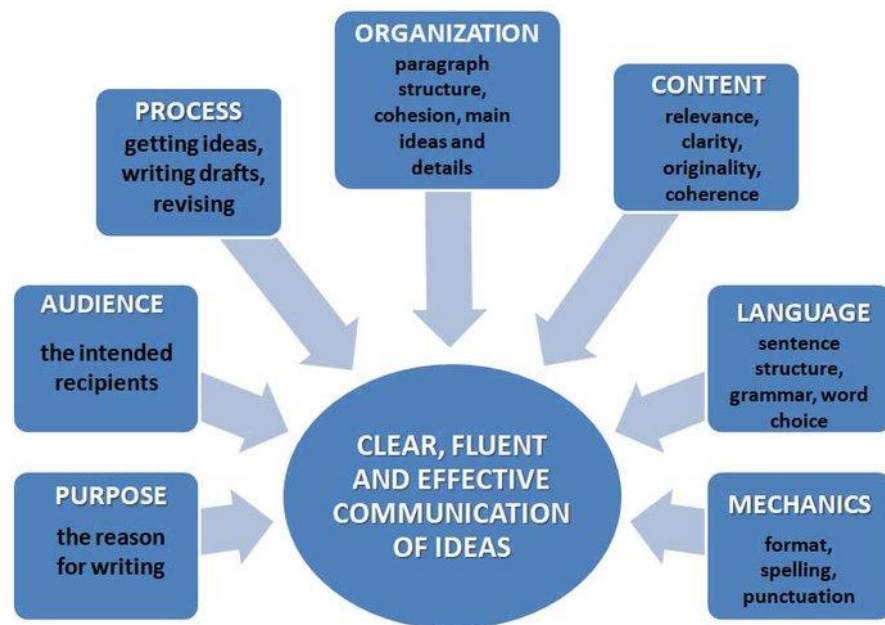 PURPOSE
the reason
for writing
AUDIENCE
the intended
recipients
PROCESS
getting ideas,
writing drafts,
revising
ORGANIZATION
paragraph
structure,
cohesion, main
ideas and
details
CONTENT
relevance,
clarity,
originality,
coherence
LANGUAGE
sentence
structure,
grammar, word
choice
MECHANICS
format,
spelling,
punctuation
CLEAR, FLUENT
AND EFFECTIVE
COMMUNICATION
OF IDEAS